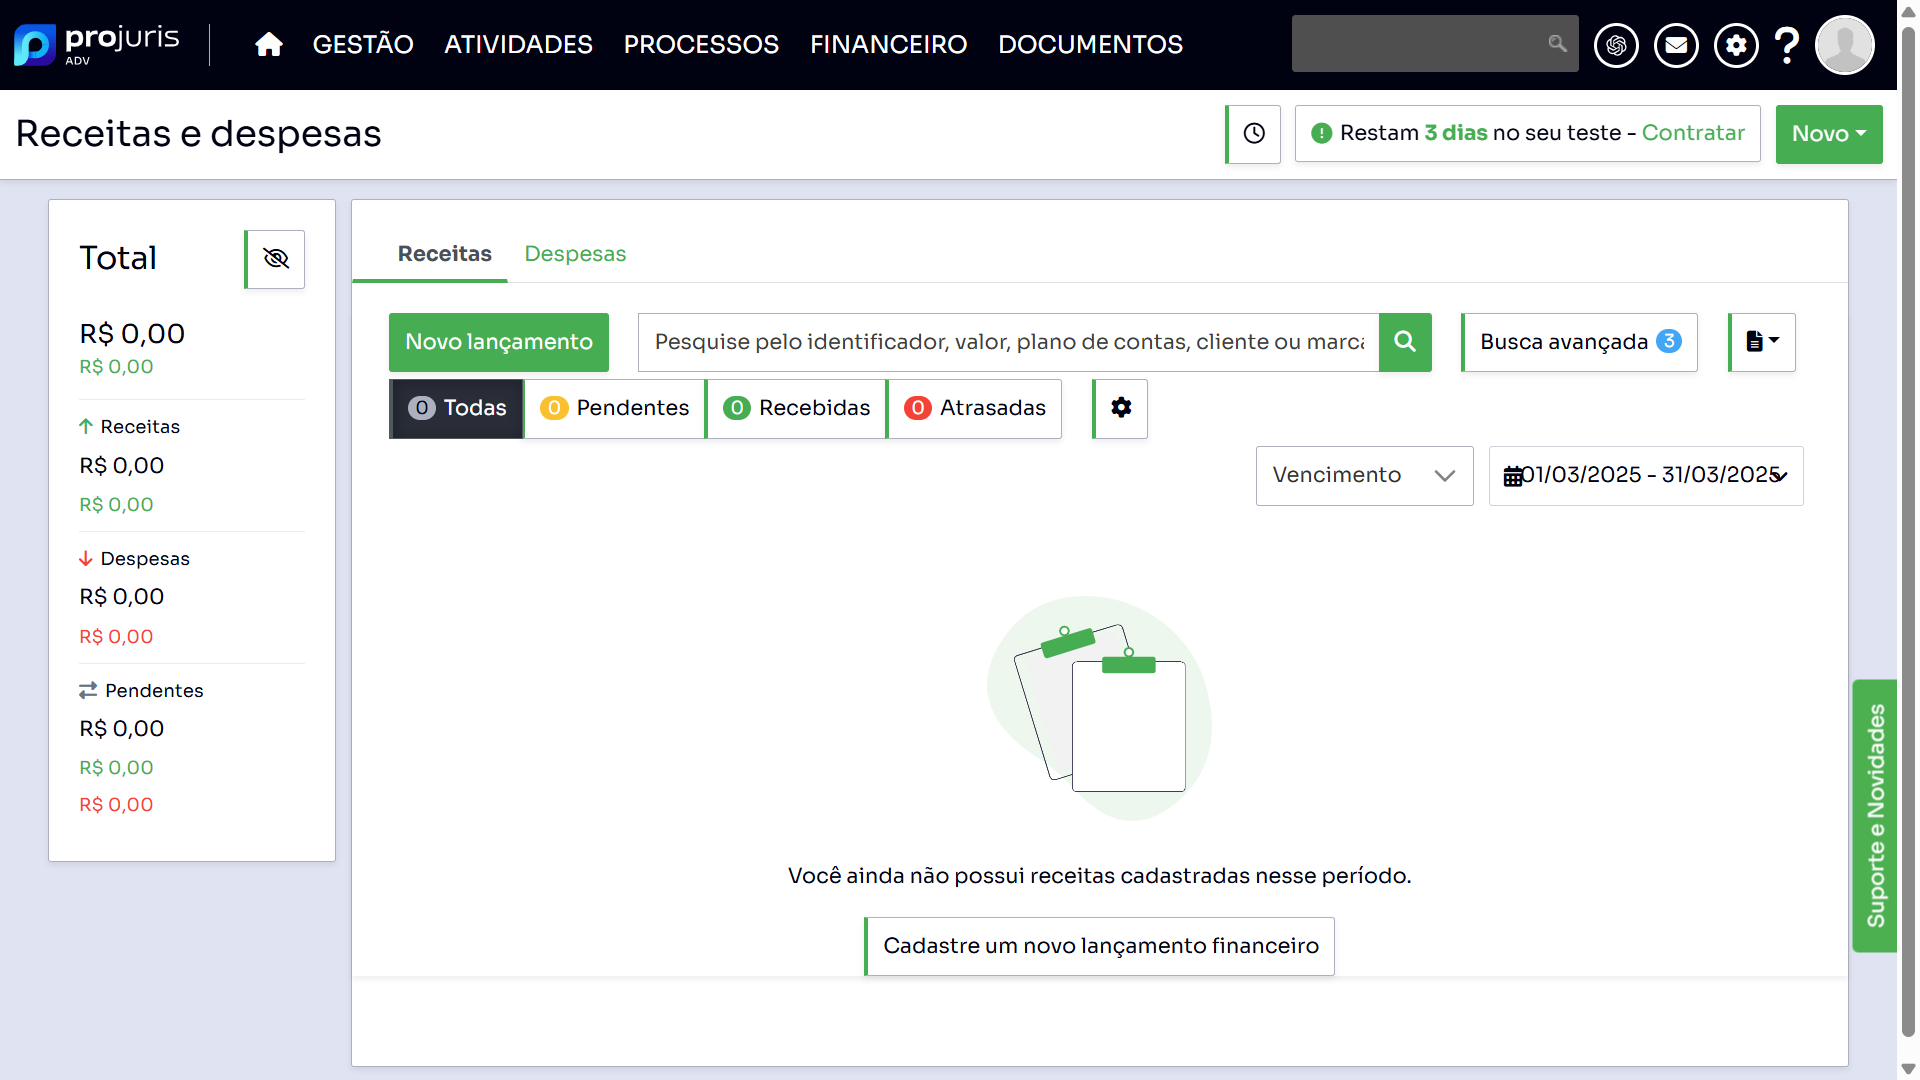 projuris
ADV
GESTÃO
ATIVIDADES
PROCESSOS
FINANCEIRO
DOCUMENTOS
Receitas e despesas
Restam 3 dias no seu teste - Contratar
Novo
Total
R$ 0,00
R$ 0,00
Receitas
R$ 0,00
R$ 0,00
Despesas
R$ 0,00
R$ 0,00
Pendentes
R$ 0,00
R$ 0,00
R$ 0,00
Receitas
Despesas
Novo lançamento
Pesquise pelo identificador, valor, plano de contas, cliente ou marca
Busca avançada 3
0 Todas
0 Pendentes
0 Recebidas
0 Atrasadas
Vencimento
01/03/2025 - 31/03/2025
Você ainda não possui receitas cadastradas nesse período.
Cadastre um novo lançamento financeiro
Suporte e Novidades